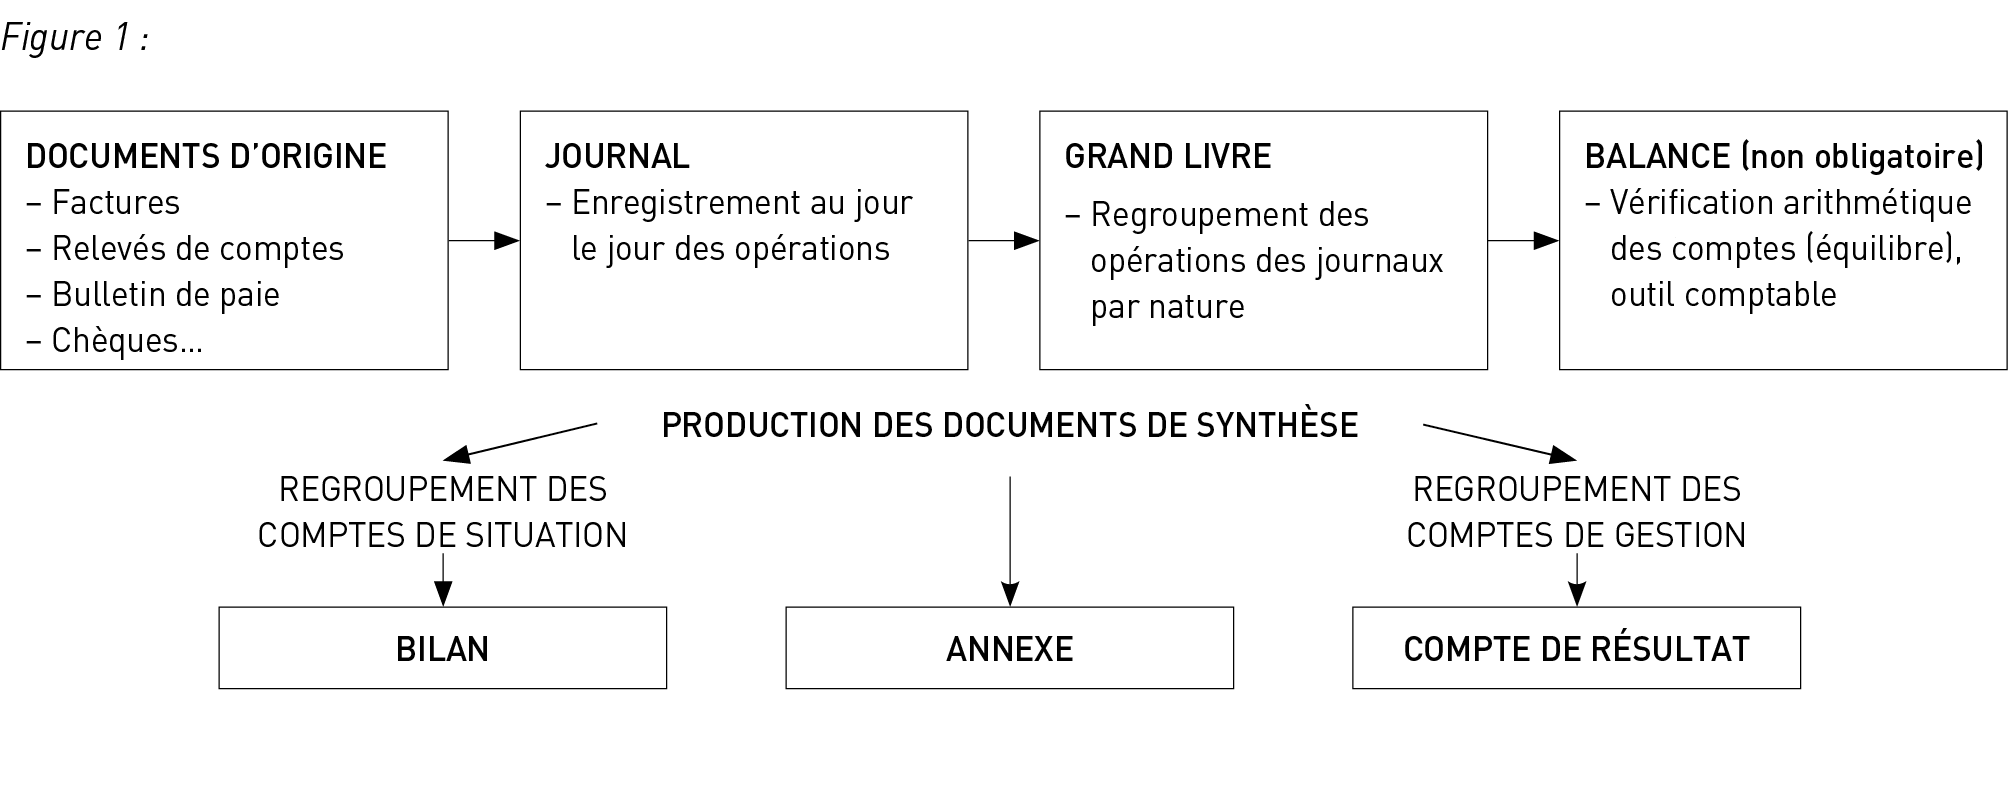 Figure 1 :
DOCUMENTS D’ORIGINE
– Factures
– Relevés de comptes
– Bulletin de paie
– Chèques…
JOURNAL
– Enregistrement au jour
le jour des opérations
GRAND LIVRE
– Regroupement des
opérations des journaux
par nature
BALANCE (non obligatoire)
– Vérification arithmétique
des comptes (équilibre),
outil comptable
PRODUCTION DES DOCUMENTS DE SYNTHÈSE
REGROUPEMENT DES
COMPTES DE SITUATION
REGROUPEMENT DES
COMPTES DE GESTION
BILAN
ANNEXE
COMPTE DE RÉSULTAT